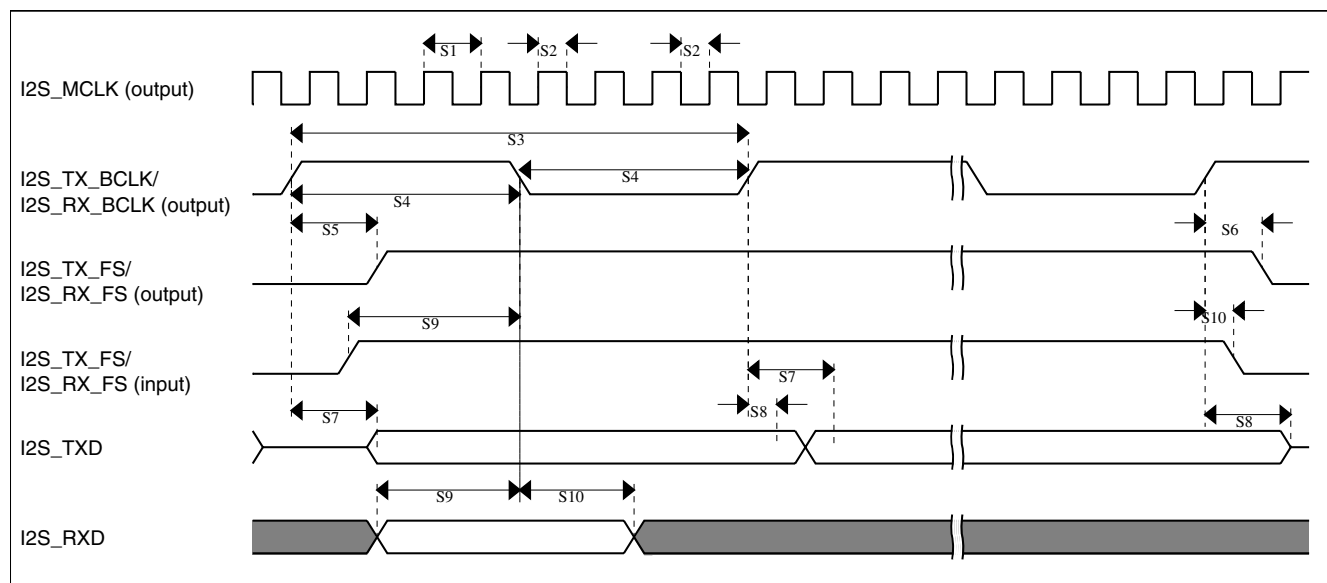 S1
S2
S2
I2S_MCLK (output)
S3
I2S_TX_BCLK/
I2S_RX_BCLK (output)
S4
S4
S5
S6
I2S_TX_FS/
I2S_RX_FS (output)
S9
S10
I2S_TX_FS/
I2S_RX_FS (input)
S7
S7
S8
S8
I2S_TXD
S9
S10
I2S_RXD